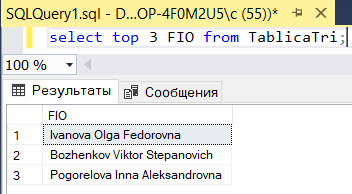 SQLQuery1.sql - D...OP-4F0M2U5\c (55))*
select top 3 FIO from TablicaTri;
100 %
Результаты Сообщения
FIO
1 Ivanova Olga Fedorovna
2 Bozhenkov Viktor Stepanovich
3 Pogorelova Inna Aleksandrovna